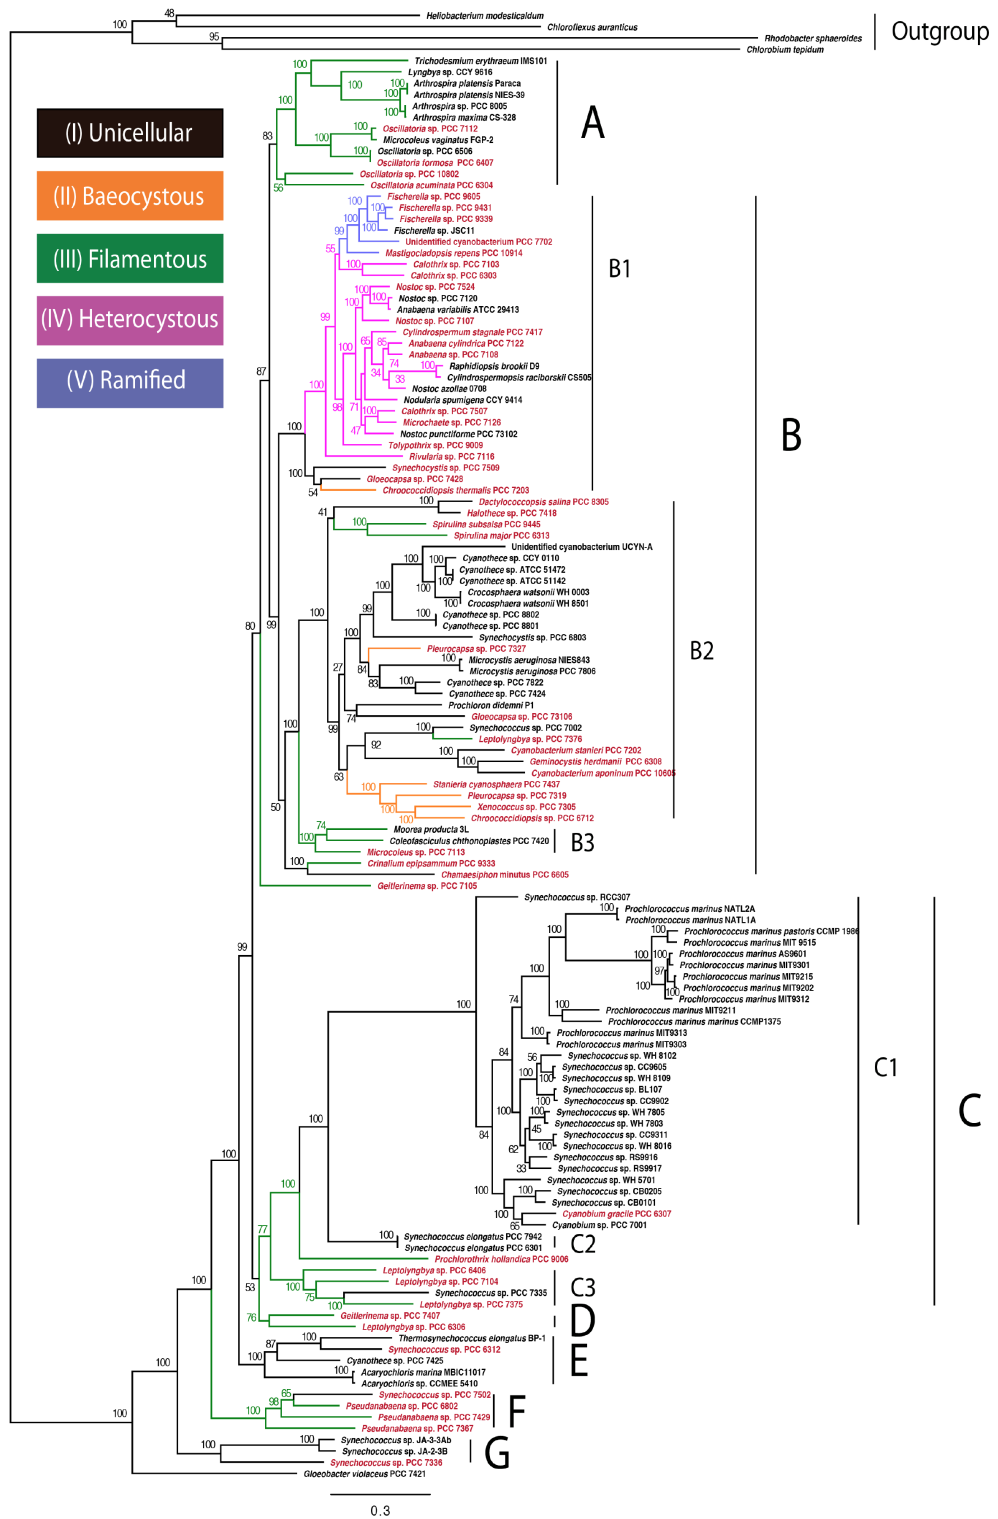 Heliobacterium modesticaldum
Chloroflexus auranticus
Rhodobacter sphaeroides
Chlorobium tepidum
Outgroup
48
100
95
(I) Unicellular
(II) Baeocystous
(III) Filamentous
(IV) Heterocystous
(V) Ramified
Trichodesmium erythraeum IMS101
Lyngbya sp. CCY 9616
Arthrospira platensis Paraca
Arthrospira platensis NIES-39
Arthrospira sp. PCC 8005
Arthrospira maxima CS-328
Oscillatoria sp. PCC 7112
Microcoleus vaginatus FGP-2
Oscillatoria sp. PCC 6506
Oscillatoria formosa PCC 6407
Oscillatoria sp. PCC 10802
Oscillatoria acuminata PCC 6304
A
Fischerella sp. PCC 9605
Fischerella sp. PCC 9431
Fischerella sp. PCC 9339
Fischerella sp. JSC11
Unidentified cyanobacterium PCC 7702
Mastigocladopsis repens PCC 10914
Calothrix sp. PCC 7103
Calothrix sp. PCC 6303
Nostoc sp. PCC 7524
Nostoc sp. PCC 7120
Anabaena variabilis ATCC 29413
Nostoc sp. PCC 7107
Cylindrospermum stagnale PCC 7417
Anabaena cylindrica PCC 7122
Anabaena sp. PCC 7108
Raphidiopsis brookii D9
Cylindrospermopsis raciborskii CS505
Nostoc azollae 0708
Nodularia spumigena CCY 9414
Calothrix sp. PCC 7507
Microchaete sp. PCC 7126
Nostoc punctiforme PCC 73102
Tolypothrix sp. PCC 9009
Rivularia sp. PCC 7116
Synechocystis sp. PCC 7509
Gloeocapsa sp. PCC 7428
Chroococcidiopsis thermalis PCC 7203
B1
B
Dactylococcopsis salina PCC 8305
Halothece sp. PCC 7418
Spirulina subsalsa PCC 9445
Spirulina major PCC 6313
Unidentified cyanobacterium UCYN-A
Cyanothece sp. CCY 0110
Cyanothece sp. ATCC 51472
Cyanothece sp. ATCC 51142
Crocosphaera watsonii WH 0003
Crocosphaera watsonii WH 8501
Cyanothece sp. PCC 8802
Cyanothece sp. PCC 8801
Synechocystis sp. PCC 6803
Pleurocapsa sp. PCC 7327
Microcystis aeruginosa NIES843
Microcystis aeruginosa PCC 7806
Cyanothece sp. PCC 7822
Cyanothece sp. PCC 7424
Prochloron didemni P1
Gloeocapsa sp. PCC 73106
Synechococcus sp. PCC 7002
Leptolyngbya sp. PCC 7376
Cyanobacterium stanieri PCC 7202
Geminocystis herdmanii PCC 6308
Cyanobacterium aponinum PCC 10605
Stanieria cyanosphaera PCC 7437
Pleurocapsa sp. PCC 7319
Xenococcus sp. PCC 7305
Chroococcidiopsis sp. PCC 6712
B2
Moorea producta 3L
Coleofasciculus chthonoplastes PCC 7420
Microcoleus sp. PCC 7113
B3
Crinalium epipsammum PCC 9333
Chamaesiphon minutus PCC 6605
Geitlerinema sp. PCC 7105
Synechococcus sp. RCC307
Prochlorococcus marinus NATL2A
Prochlorococcus marinus NATL1A
Prochlorococcus marinus pastoris CCMP 1986
Prochlorococcus marinus MIT 9515
Prochlorococcus marinus AS9601
Prochlorococcus marinus MIT9301
Prochlorococcus marinus MIT9215
Prochlorococcus marinus MIT9202
Prochlorococcus marinus MIT9312
Prochlorococcus marinus MIT9211
Prochlorococcus marinus marinus CCMP1375
Prochlorococcus marinus MIT9313
Prochlorococcus marinus MIT9303
Synechococcus sp. WH 8102
Synechococcus sp. CC9605
Synechococcus sp. WH 8109
Synechococcus sp. BL107
Synechococcus sp. CC9902
Synechococcus sp. WH 7805
Synechococcus sp. WH 7803
Synechococcus sp. CC9311
Synechococcus sp. WH 8016
Synechococcus sp. RS9916
Synechococcus sp. RS9917
Synechococcus sp. WH 5701
Synechococcus sp. CB0205
Synechococcus sp. CB0101
Cyanobium gracile PCC 6307
Cyanobium sp. PCC 7001
C1
C
Synechococcus elongatus PCC 7942
Synechococcus elongatus PCC 6301
C2
Prochlorothrix hollandica PCC 9006
Leptolyngbya sp. PCC 6406
Leptolyngbya sp. PCC 7104
Synechococcus sp. PCC 7335
Leptolyngbya sp. PCC 7375
C3
Geitlerinema sp. PCC 7407
Leptolyngbya sp. PCC 6306
D
Thermosynechococcus elongatus BP-1
Synechococcus sp. PCC 6312
Cyanothece sp. PCC 7425
Acaryochloris marina MBIC11017
Acaryochloris sp. CCMEE 5410
E
Synechococcus sp. PCC 7502
Pseudanabaena sp. PCC 6802
Pseudanabaena sp. PCC 7429
Pseudanabaena sp. PCC 7367
F
Synechococcus sp. JA-3-3Ab
Synechococcus sp. JA-2-3B
Synechococcus sp. PCC 7336
G
Gloeobacter violaceus PCC 7421
0.3